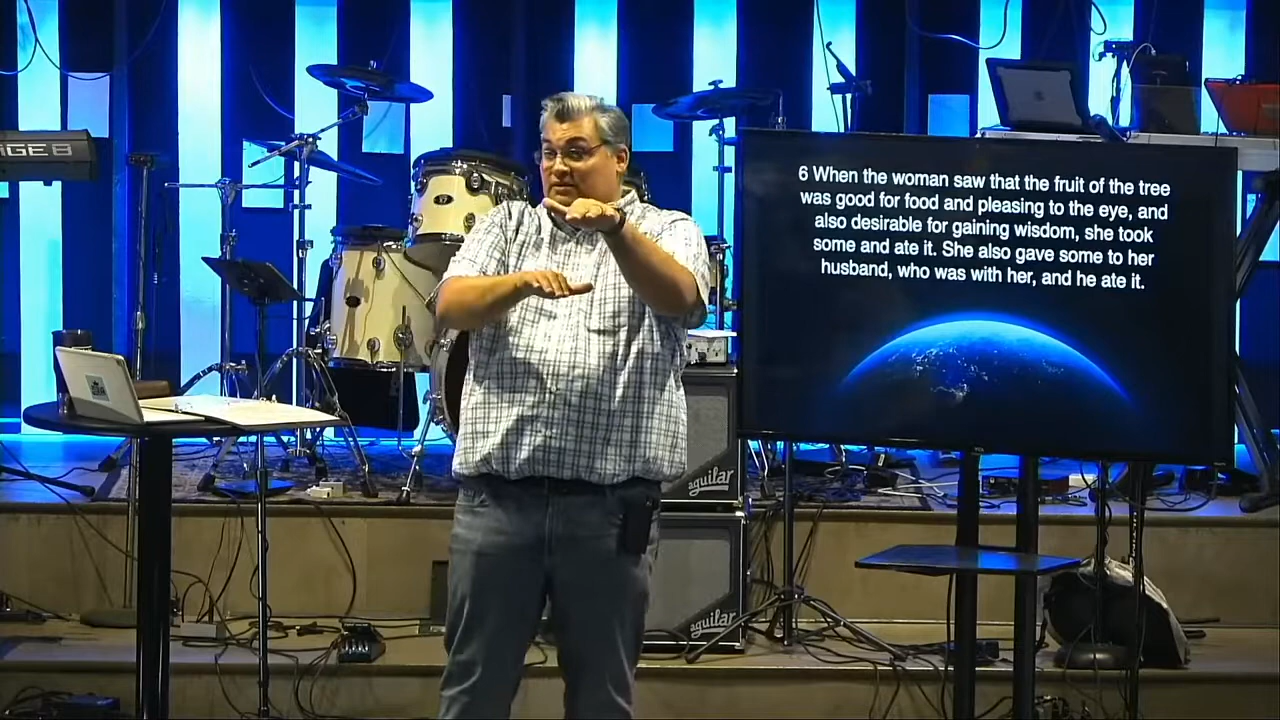 6 When the woman saw that the fruit of the tree
was good for food and pleasing to the eye, and
also desirable for gaining wisdom, she took
some and ate it. She also gave some to her
husband, who was with her, and he ate it.
aguilar
aguilar